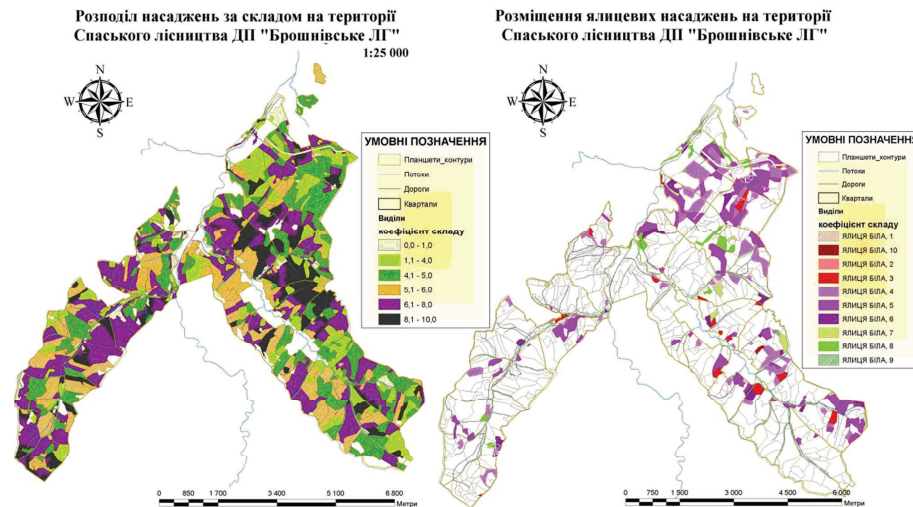 Розподіл насаджень за складом на території
Спаського лісництва ДП "Брошнівське ЛГ"
1:25 000
N
W E
S
УМОВНІ ПОЗНАЧЕННЯ
Планшети_контури
Потоки
Дороги
Квартали
Виділи
коефіцієнт складу
0,0 - 1,0
1,1 - 4,0
4,1 - 5,0
5,1 - 6,0
6,1 - 8,0
8,1 - 10,0
0 850 1 700 3 400 5 100 6 800
Метри
Розміщення ялицевих насаджень на території
Спаського лісництва ДП "Брошнівське ЛГ"
N
W E
S
УМОВНІ ПОЗНАЧЕННЯ
Планшети_контури
Потоки
Дороги
Квартали
Виділи
коефіцієнт складу
ЯЛИЦЯ БІЛА, 1
ЯЛИЦЯ БІЛА, 10
ЯЛИЦЯ БІЛА, 2
ЯЛИЦЯ БІЛА, 3
ЯЛИЦЯ БІЛА, 4
ЯЛИЦЯ БІЛА, 5
ЯЛИЦЯ БІЛА, 6
ЯЛИЦЯ БІЛА, 7
ЯЛИЦЯ БІЛА, 8
ЯЛИЦЯ БІЛА, 9
0 750 1 500 3 000 4 500 6 000
Метри